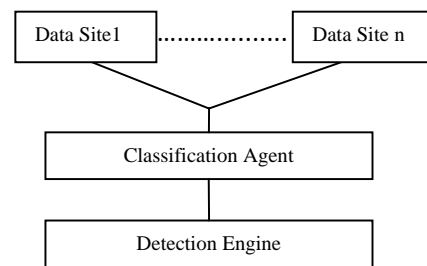 Data Site1 ………………… Data Site n
Classification Agent
Detection Engine